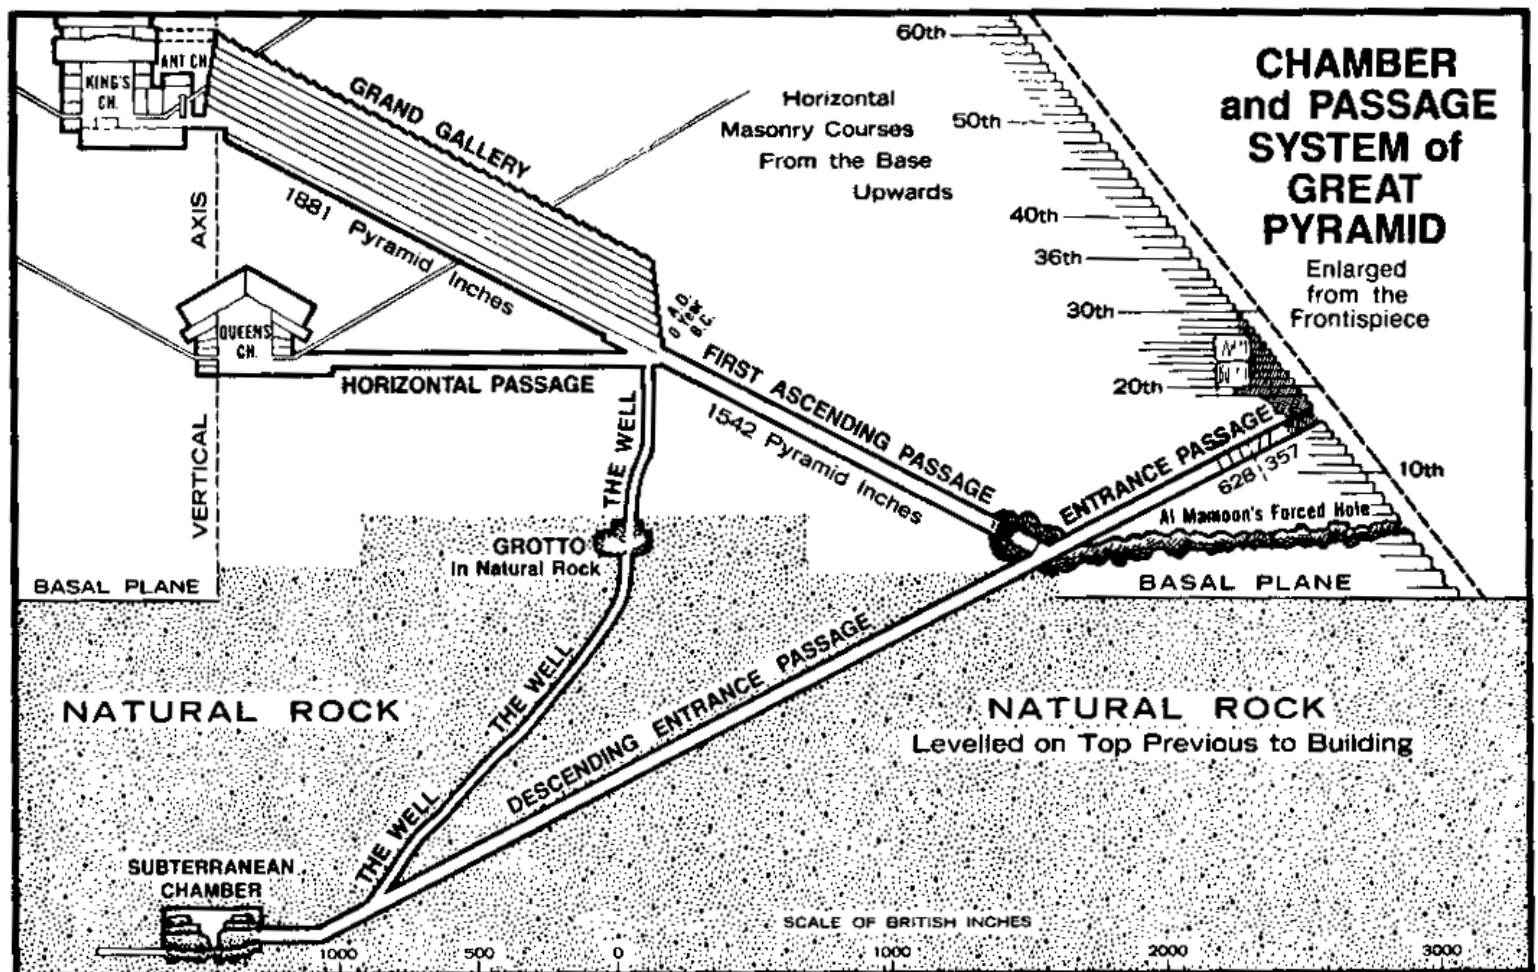 CHAMBER
and PASSAGE
SYSTEM of
GREAT
PYRAMID
Enlarged
from the
Frontispiece
60th
50th
40th
36th
30th
20th
10th
Horizontal
Masonry Courses
From the Base
Upwards
ANT CH.
KING'S
CH.
GRAND GALLERY
1881 Pyramid Inches
AXIS
VERTICAL
QUEENS
CH.
HORIZONTAL PASSAGE
0 A.D.
0 B.C.
FIRST ASCENDING PASSAGE
1542 Pyramid Inches
ENTRANCE PASSAGE
628 357
Al Mamoon's Forced Hole
BASAL PLANE
THE WELL
GROTTO
In Natural Rock
BASAL PLANE
THE WELL
DESCENDING ENTRANCE PASSAGE
NATURAL ROCK
NATURAL ROCK
Levelled on Top Previous to Building
THE WELL
SUBTERRANEAN
CHAMBER
SCALE OF BRITISH INCHES
1000 500 0 1000 2000 3000